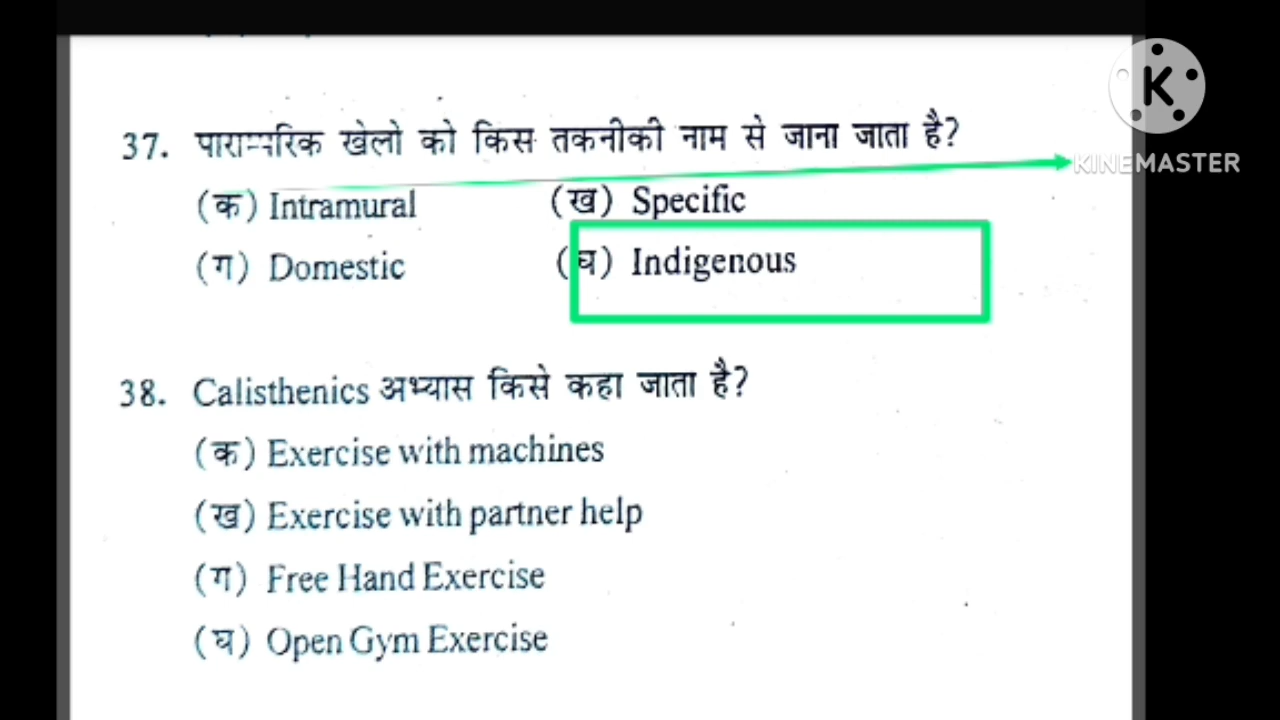 37. पारम्परिक खेलो को किस तकनीकी नाम से जाना जाता है?
KINEMASTER
(क) Intramural (ख) Specific
(ग) Domestic (घ) Indigenous
38. Calisthenics अभ्यास किसे कहा जाता है?
(क) Exercise with machines
(ख) Exercise with partner help
(ग) Free Hand Exercise
(घ) Open Gym Exercise